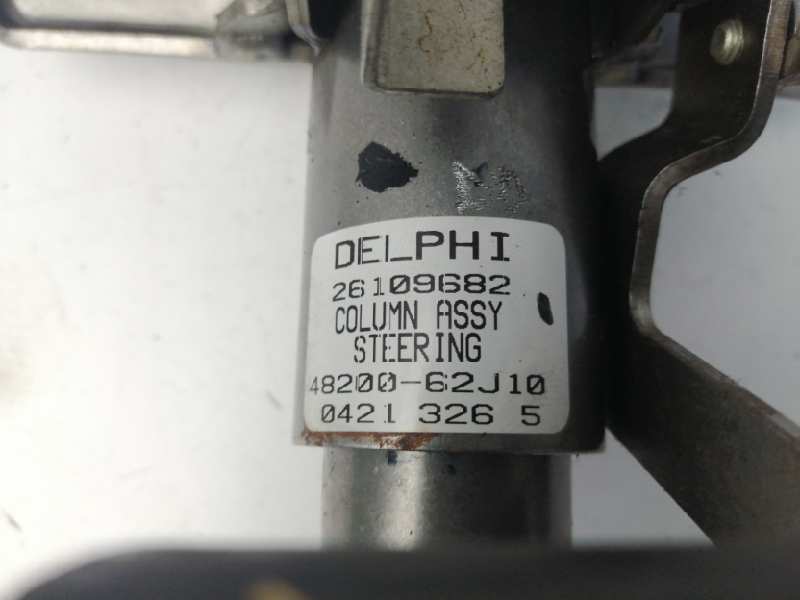 DELPHI
26109682
COLUMN ASSY
STEERING
48200-62J10
0421 326 5